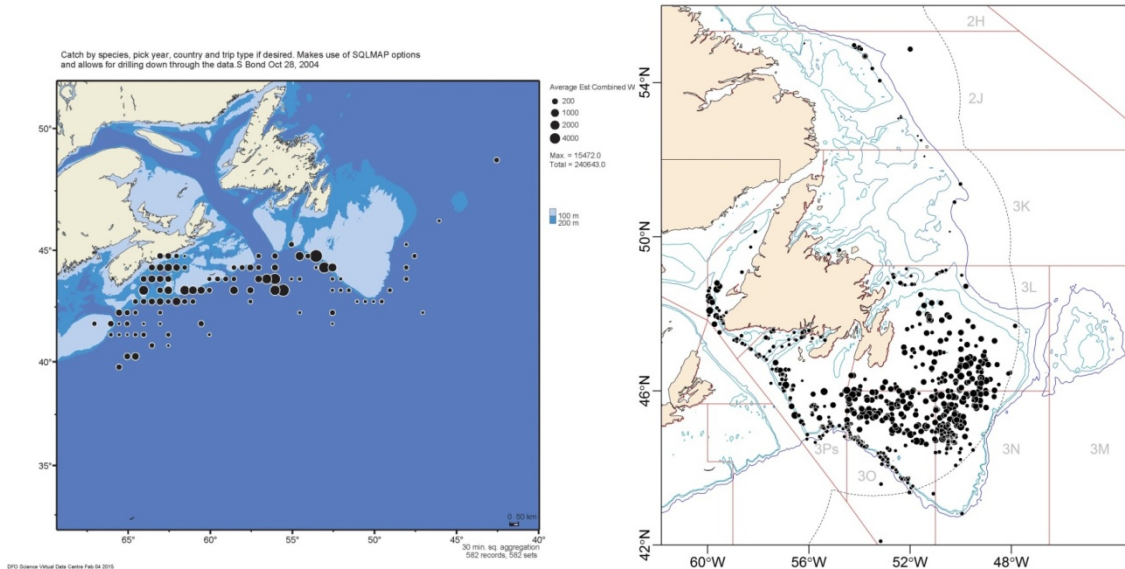 Catch by species, pick year, country and trip type if desired. Makes use of SQLMAP options
and allows for drilling down through the data.S Bond Oct 28, 2004
Average Est Combined W
200
1000
2000
4000
Max. = 15472.0
Total = 240643.0
100 m
200 m
50°
45°
40°
35°
65°
60°
55°
50°
45°
40°
0 50 km
30 min. sq. aggregation
582 records, 582 sets
DFO Science Virtual Data Centre Feb 04 2015
2H
2J
3K
3L
3Ps
3O
3N
3M
54°N
50°N
46°N
42°N
60°W
56°W
52°W
48°W